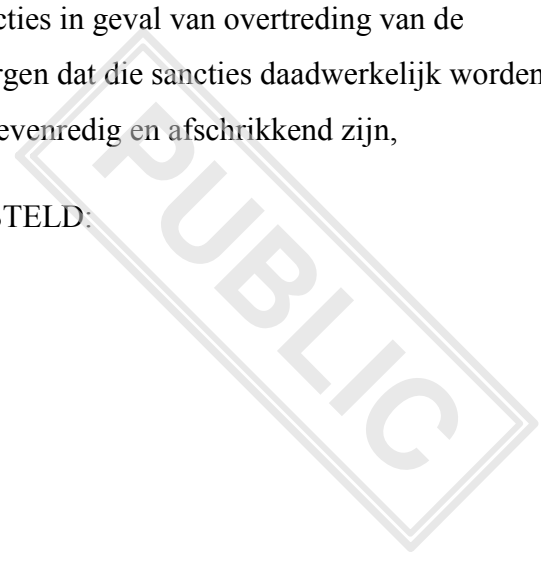 cties in geval van overtreding van de
rgen dat die sancties daadwerkelijk worden
evenredig en afschrikkend zijn,
STELD:
PUBLIC